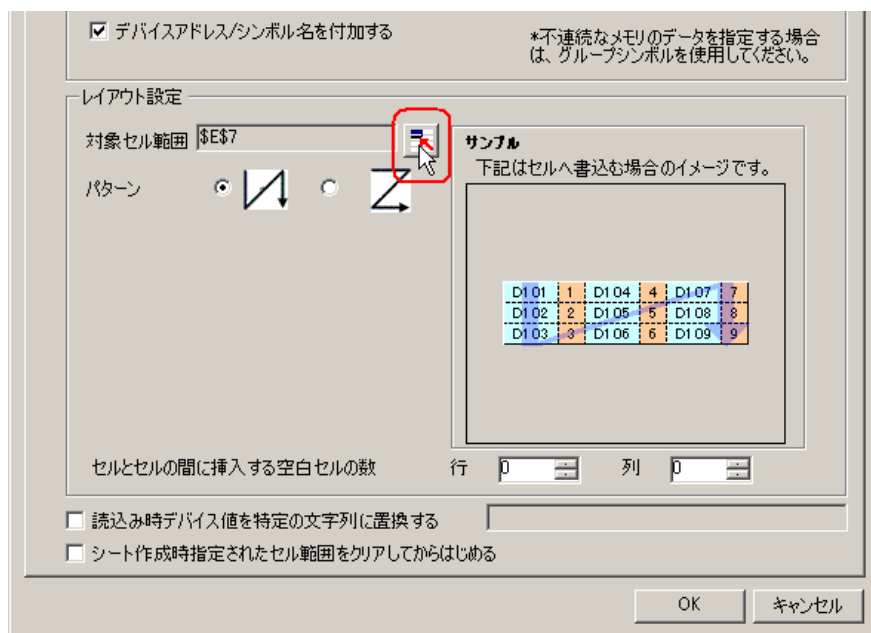 デバイスアドレス/シンボル名を付加する
*不連続なメモリのデータを指定する場合
は、グループシンボルを使用してください。
レイアウト設定
対象セル範囲 $E$7
パターン
サンプル
下記はセルへ書込む場合のイメージです。
D101 1 D104 4 D107 7
D102 2 D105 5 D108 8
D103 3 D106 6 D109 9
セルとセルの間に挿入する空白セルの数 行 0 列 0
読込み時デバイス値を特定の文字列に置換する
シート作成時指定されたセル範囲をクリアしてからはじめる
OK キャンセル